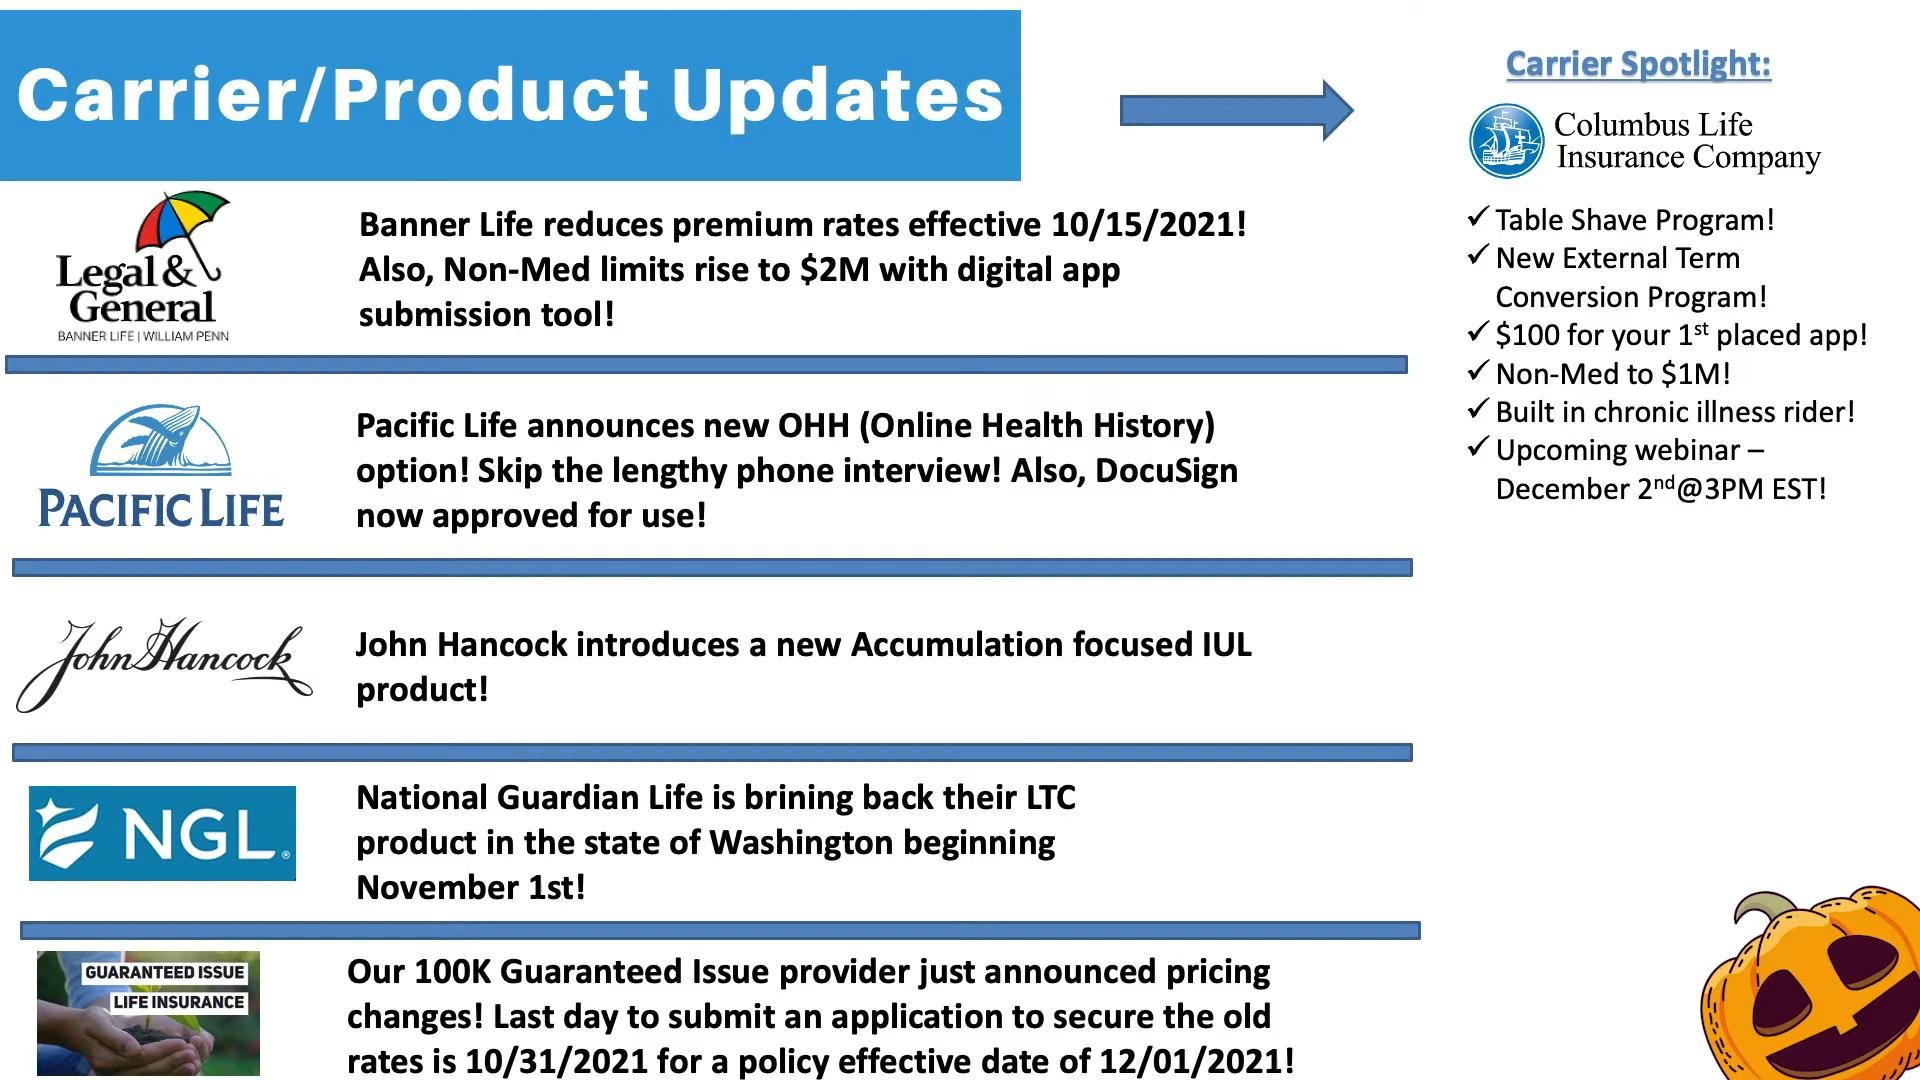 Carrier/Product Updates
Legal &
General
BANNER LIFE | WILLIAM PENN
Banner Life reduces premium rates effective 10/15/2021!
Also, Non-Med limits rise to $2M with digital app
submission tool!
PACIFIC LIFE
Pacific Life announces new OHH (Online Health History)
option! Skip the lengthy phone interview! Also, DocuSign
now approved for use!
John Hancock
John Hancock introduces a new Accumulation focused IUL
product!
NGL®
National Guardian Life is brining back their LTC
product in the state of Washington beginning
November 1st!
GUARANTEED ISSUE
LIFE INSURANCE
Our 100K Guaranteed Issue provider just announced pricing
changes! Last day to submit an application to secure the old
rates is 10/31/2021 for a policy effective date of 12/01/2021!
Carrier Spotlight:
Columbus Life
Insurance Company
✓ Table Shave Program!
✓ New External Term
Conversion Program!
✓ $100 for your 1st placed app!
✓ Non-Med to $1M!
✓ Built in chronic illness rider!
✓ Upcoming webinar –
December 2nd@3PM EST!